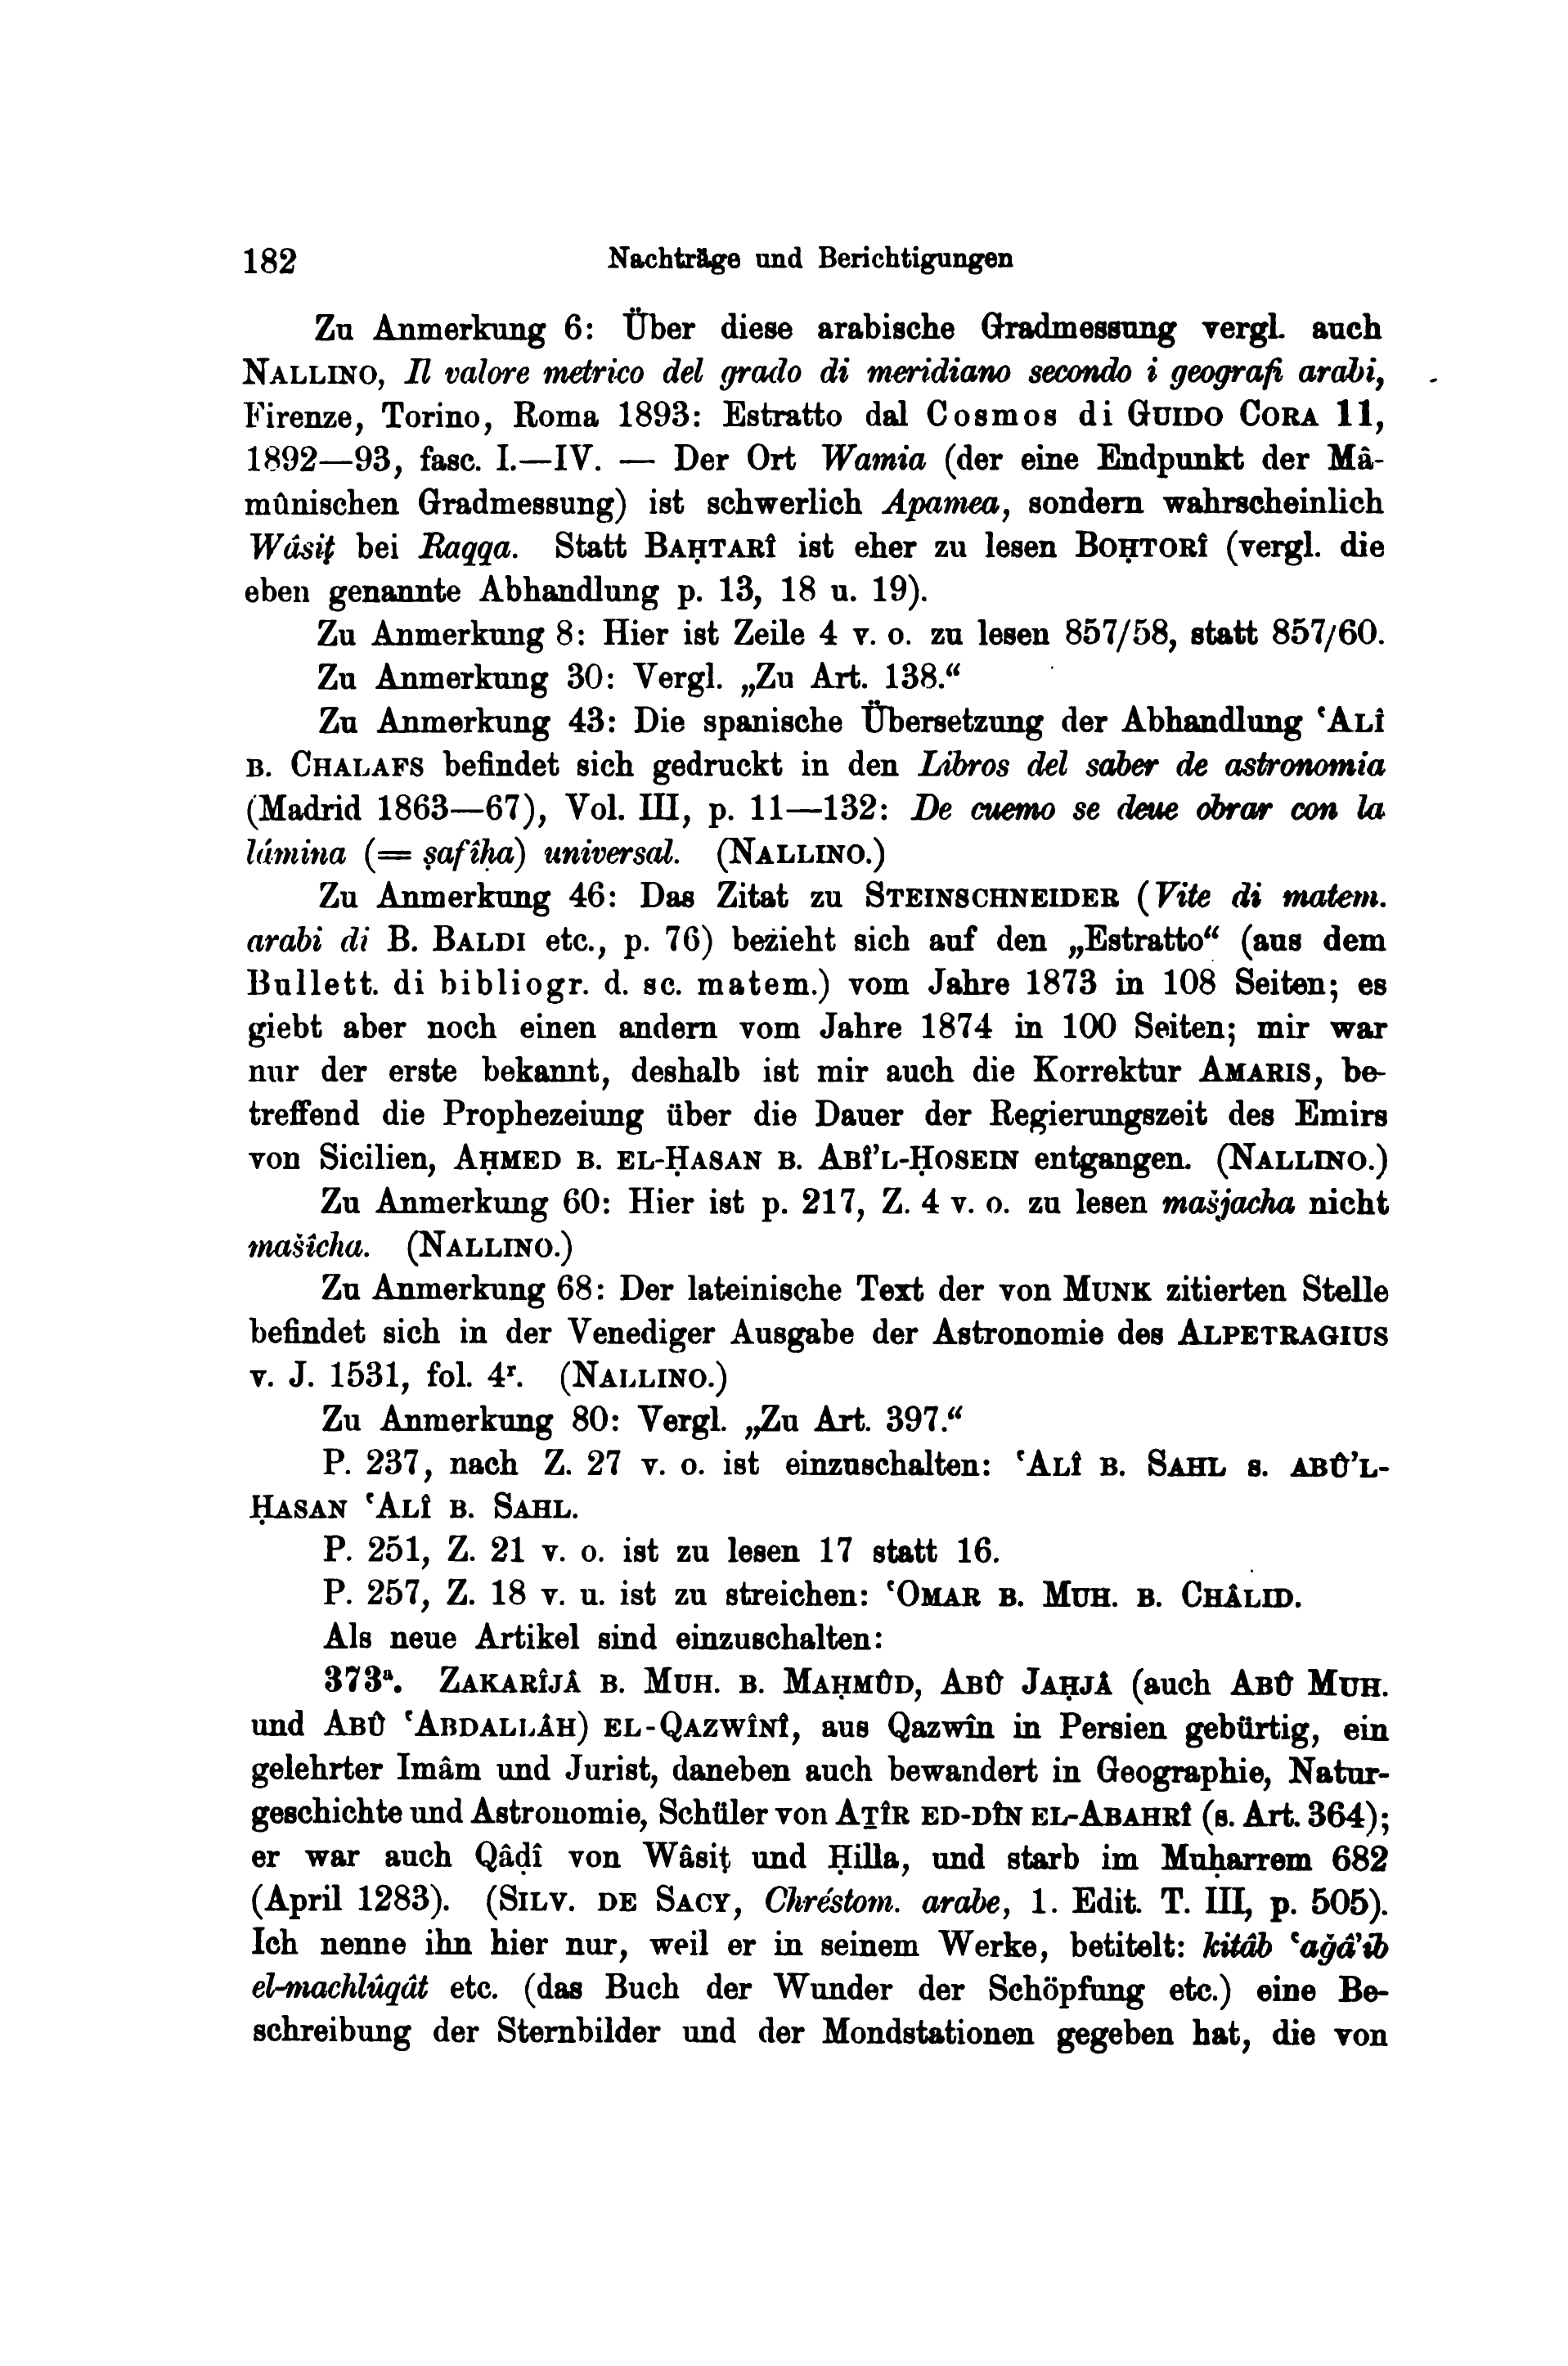 182 Nachträge und Berichtigungen
Zu Anmerkung 6: Über diese arabische Gradmessung vergl. auch
NALLINO, Il valore metrico del grado di meridiano secondo i geografi arabi,
Firenze, Torino, Roma 1893: Estratto dal Cosmos di GUIDO CORA 11,
1892—93, fasc. I.—IV. — Der Ort Wamia (der eine Endpunkt der Mâ-
mûnischen Gradmessung) ist schwerlich Apamea, sondern wahrscheinlich
Wâsiṭ bei Raqqa. Statt BAḤTARÎ ist eher zu lesen BOḤTORÎ (vergl. die
eben genannte Abhandlung p. 13, 18 u. 19).
Zu Anmerkung 8: Hier ist Zeile 4 v. o. zu lesen 857/58, statt 857/60.
Zu Anmerkung 30: Vergl. „Zu Art. 138.“
Zu Anmerkung 43: Die spanische Übersetzung der Abhandlung ʿALÎ
B. CHALAFS befindet sich gedruckt in den Libros del saber de astronomia
(Madrid 1863—67), Vol. III, p. 11—132: De cuemo se deue obrar con la
lámina (= ṣafîḥa) universal. (NALLINO.)
Zu Anmerkung 46: Das Zitat zu STEINSCHNEIDER (Vite di matem.
arabi di B. BALDI etc., p. 76) bezieht sich auf den „Estratto“ (aus dem
Bullett. di bibliogr. d. sc. matem.) vom Jahre 1873 in 108 Seiten; es
giebt aber noch einen andern vom Jahre 1874 in 100 Seiten; mir war
nur der erste bekannt, deshalb ist mir auch die Korrektur AMARIS, be-
treffend die Prophezeiung über die Dauer der Regierungszeit des Emirs
von Sicilien, AḤMED B. EL-ḤASAN B. ABÎ’L-ḤOSEIN entgangen. (NALLINO.)
Zu Anmerkung 60: Hier ist p. 217, Z. 4 v. o. zu lesen mašjacha nicht
mašîcha. (NALLINO.)
Zu Anmerkung 68: Der lateinische Text der von MUNK zitierten Stelle
befindet sich in der Venediger Ausgabe der Astronomie des ALPETRAGIUS
v. J. 1531, fol. 4ʳ. (NALLINO.)
Zu Anmerkung 80: Vergl. „Zu Art. 397.“
P. 237, nach Z. 27 v. o. ist einzuschalten: ʿALÎ B. SAHL s. ABÛ’L-
ḤASAN ʿALÎ B. SAHL.
P. 251, Z. 21 v. o. ist zu lesen 17 statt 16.
P. 257, Z. 18 v. u. ist zu streichen: ʿOMAR B. MUH. B. CHÂLID.
Als neue Artikel sind einzuschalten:
373ᵃ. ZAKARÎJÂ B. MUH. B. MAḤMÛD, ABÛ JAḤJÂ (auch ABÛ MUH.
und ABÛ ʿABDALLÂH) EL-QAZWÎNÎ, aus Qazwîn in Persien gebürtig, ein
gelehrter Imâm und Jurist, daneben auch bewandert in Geographie, Natur-
geschichte und Astronomie, Schüler von AṮÎR ED-DÎN EL-ABAHRÎ (s. Art. 364);
er war auch Qâḍî von Wâsiṭ und Ḥilla, und starb im Muḥarrem 682
(April 1283). (SILV. DE SACY, Chréstom. arabe, 1. Edit. T. III, p. 505).
Ich nenne ihn hier nur, weil er in seinem Werke, betitelt: kitâb ʿaǧâ’ib
el-machlûqât etc. (das Buch der Wunder der Schöpfung etc.) eine Be-
schreibung der Sternbilder und der Mondstationen gegeben hat, die von